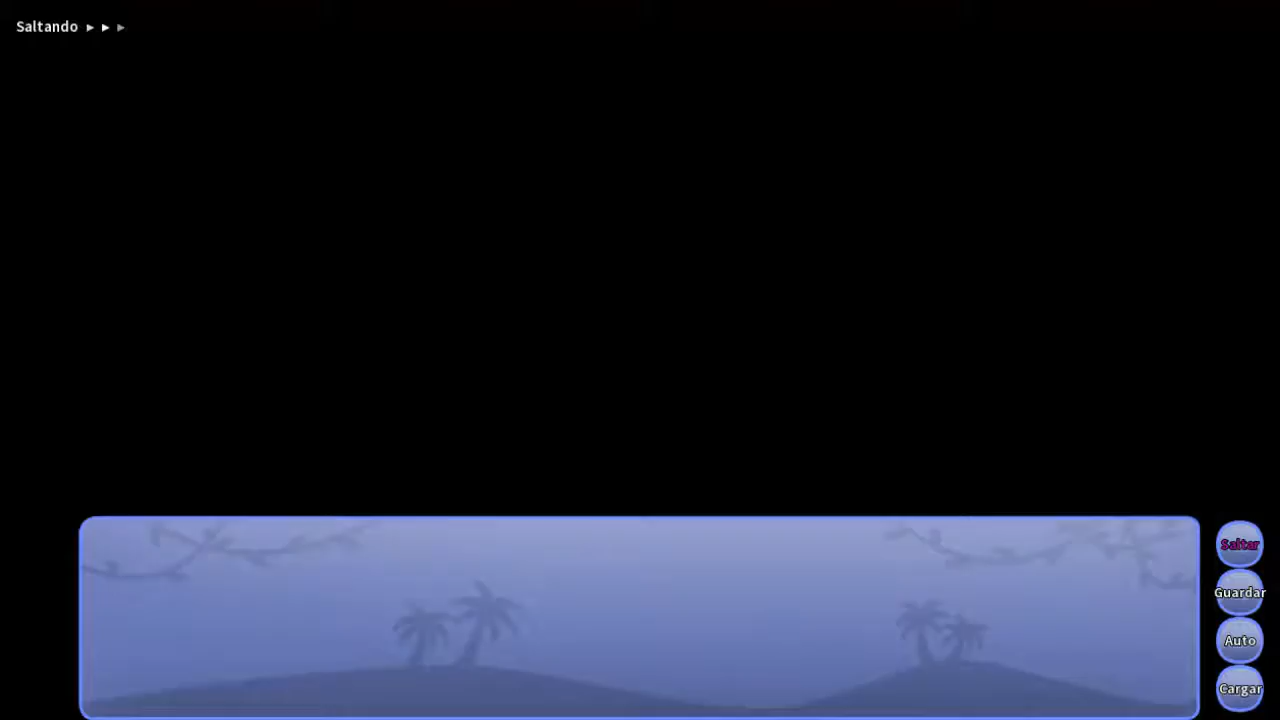 Saltando ▸ ▸ ▸
Saltar
Guardar
Auto
Cargar